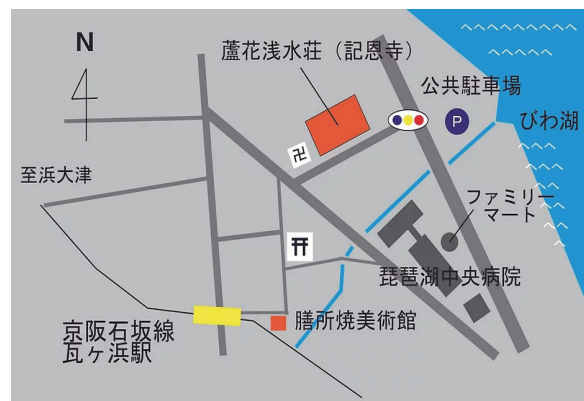 N
蘆花浅水荘（記恩寺）
公共駐車場
P
びわ湖
至浜大津
ファミリー
マート
琵琶湖中央病院
膳所焼美術館
京阪石坂線
瓦ヶ浜駅